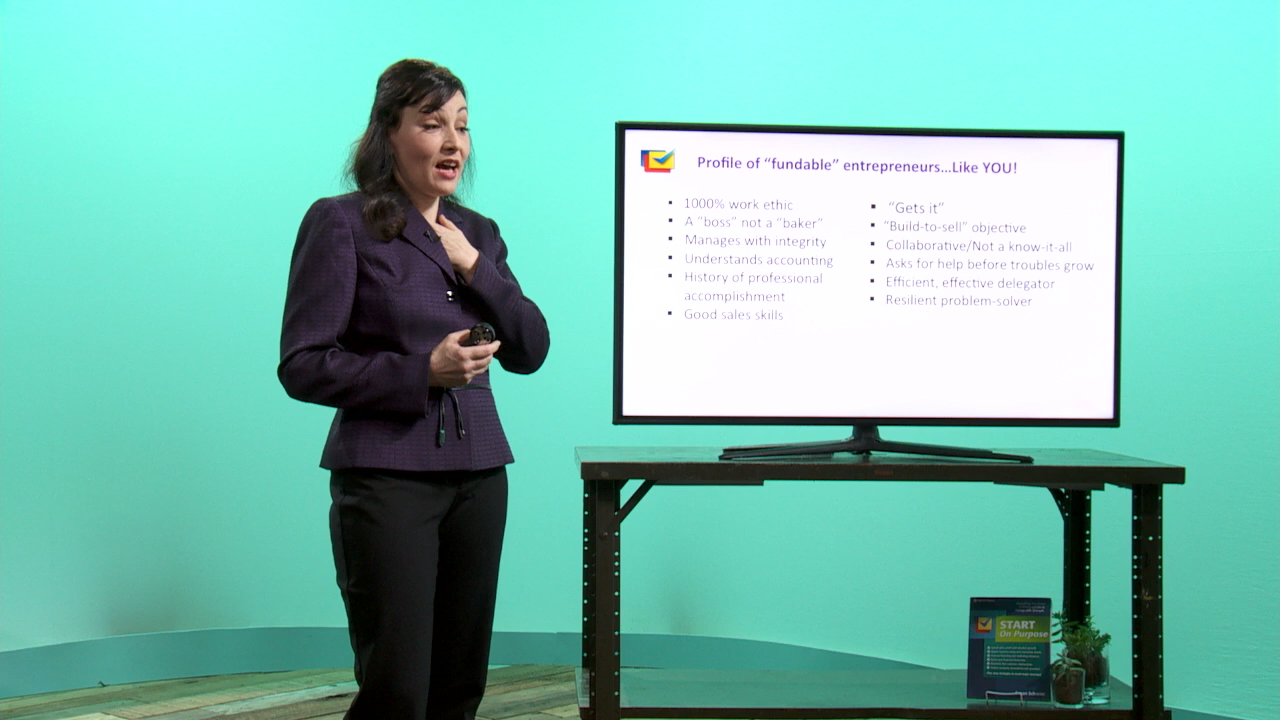 Profile of “fundable” entrepreneurs...Like YOU!
1000% work ethic
A “boss” not a “baker”
Manages with integrity
Understands accounting
History of professional
accomplishment
Good sales skills
“Gets it”
“Build-to-sell” objective
Collaborative/Not a know-it-all
Asks for help before troubles grow
Efficient, effective delegator
Resilient problem-solver
START
On Purpose